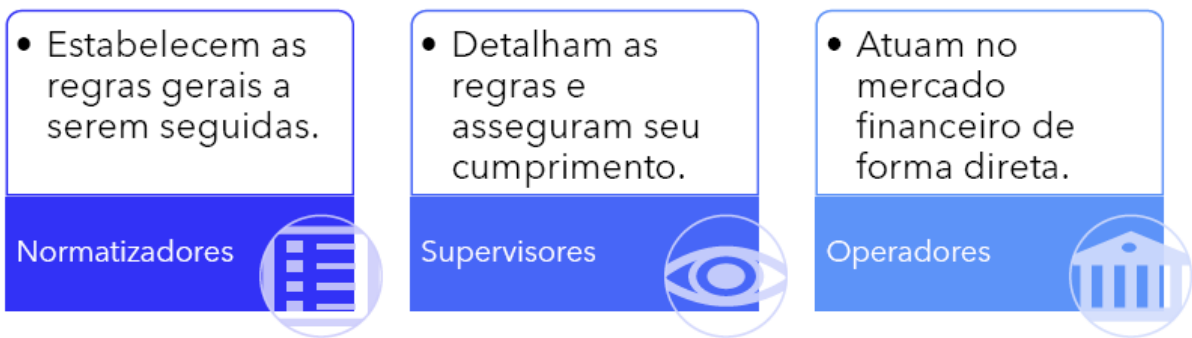 • Estabelecem as
regras gerais a
serem seguidas.
Normatizadores
• Detalham as
regras e
asseguram seu
cumprimento.
Supervisores
• Atuam no
mercado
financeiro de
forma direta.
Operadores